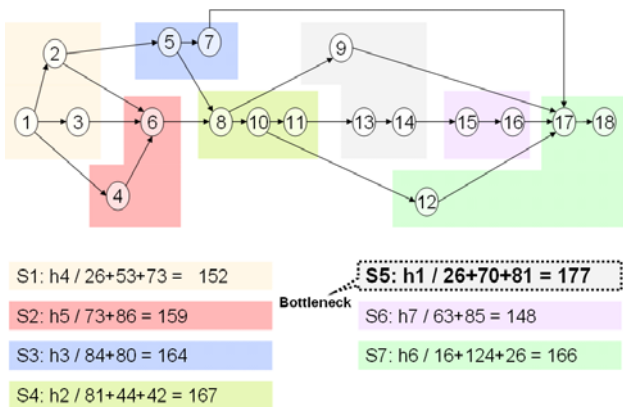 5 7
2 9
1 3 6 8 10 11 13 14 15 16 17 18
4 12
S1: h4 / 26+53+73 = 152
S2: h5 / 73+86 = 159
S3: h3 / 84+80 = 164
S4: h2 / 81+44+42 = 167
Bottleneck
S5: h1 / 26+70+81 = 177
S6: h7 / 63+85 = 148
S7: h6 / 16+124+26 = 166